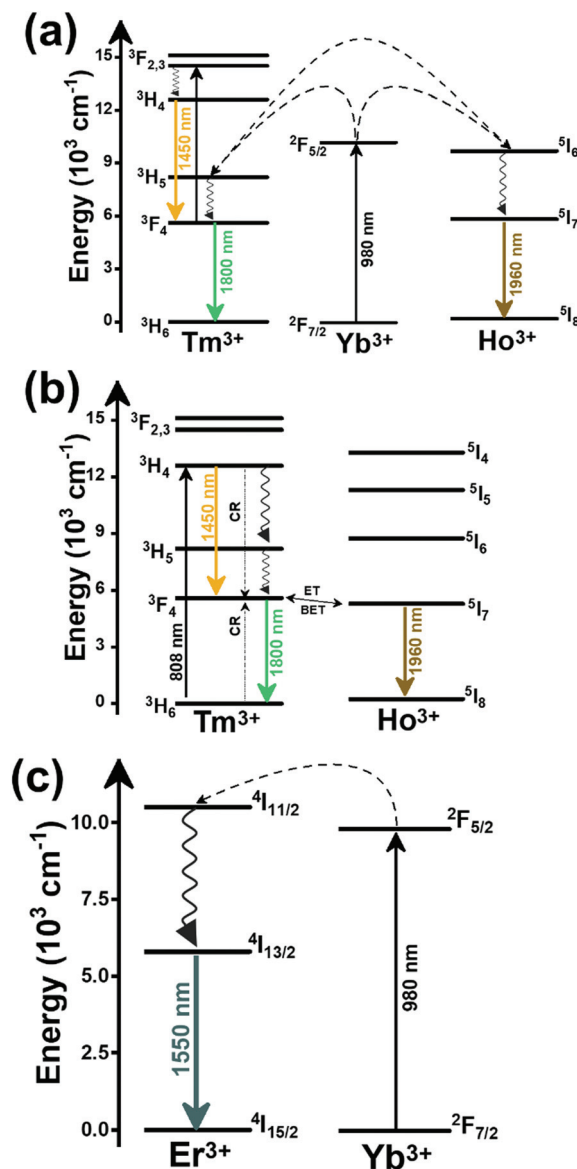 (a)
Energy (10³ cm⁻¹)
15
12
9
6
3
0
³F₂,₃
³H₄
³H₅
³F₄
³H₆
1450 nm
1800 nm
Tm³⁺
²F₅/₂
980 nm
²F₇/₂
Yb³⁺
⁵I₆
⁵I₇
1960 nm
⁵I₈
Ho³⁺
(b)
Energy (10³ cm⁻¹)
15
12
9
6
3
0
³F₂,₃
³H₄
³H₅
³F₄
³H₆
808 nm
1450 nm
CR
CR
1800 nm
Tm³⁺
ET
BET
⁵I₄
⁵I₅
⁵I₆
⁵I₇
1960 nm
⁵I₈
Ho³⁺
(c)
Energy (10³ cm⁻¹)
10.0
7.5
5.0
2.5
0.0
⁴I₁₁/₂
⁴I₁₃/₂
1550 nm
⁴I₁₅/₂
Er³⁺
²F₅/₂
980 nm
²F₇/₂
Yb³⁺